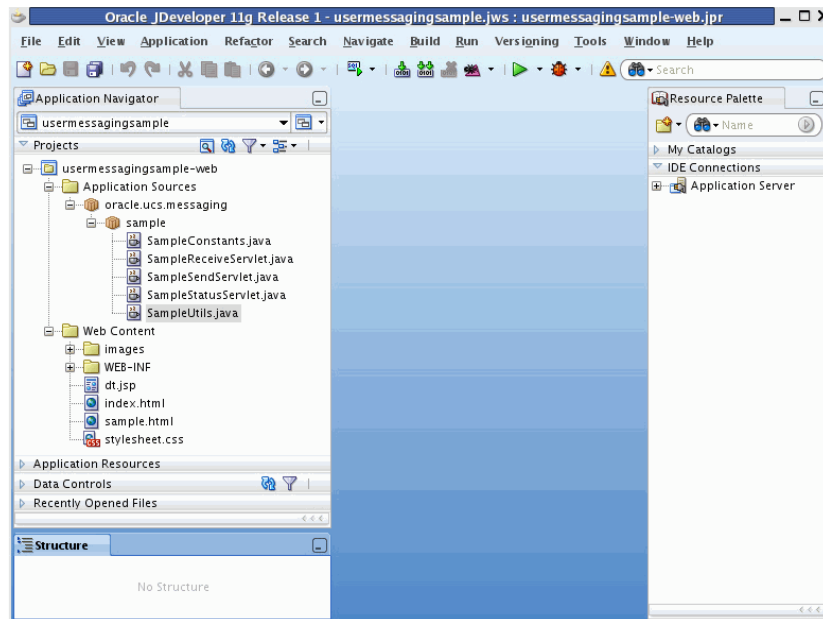 Oracle JDeveloper 11g Release 1 - usermessagingsample.jws : usermessagingsample-web.jpr
File Edit View Application Refactor Search Navigate Build Run Versioning Tools Window Help
Search
Application Navigator
usermessagingsample
Projects
usermessagingsample-web
Application Sources
oracle.ucs.messaging
sample
SampleConstants.java
SampleReceiveServlet.java
SampleSendServlet.java
SampleStatusServlet.java
SampleUtils.java
Web Content
images
WEB-INF
dt.jsp
index.html
sample.html
stylesheet.css
Application Resources
Data Controls
Recently Opened Files
Structure
No Structure
Resource Palette
Name
My Catalogs
IDE Connections
Application Server